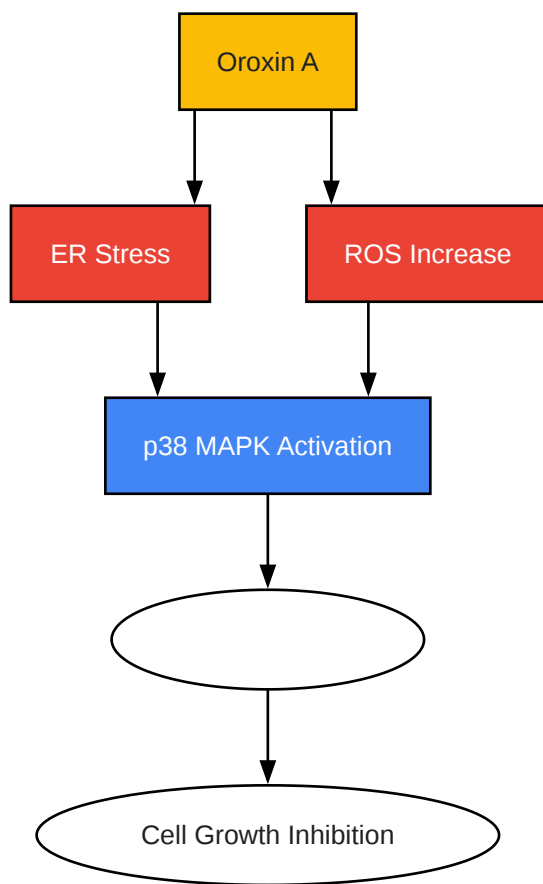 Oroxin A
ER Stress
ROS Increase
p38 MAPK Activation
Cell Growth Inhibition